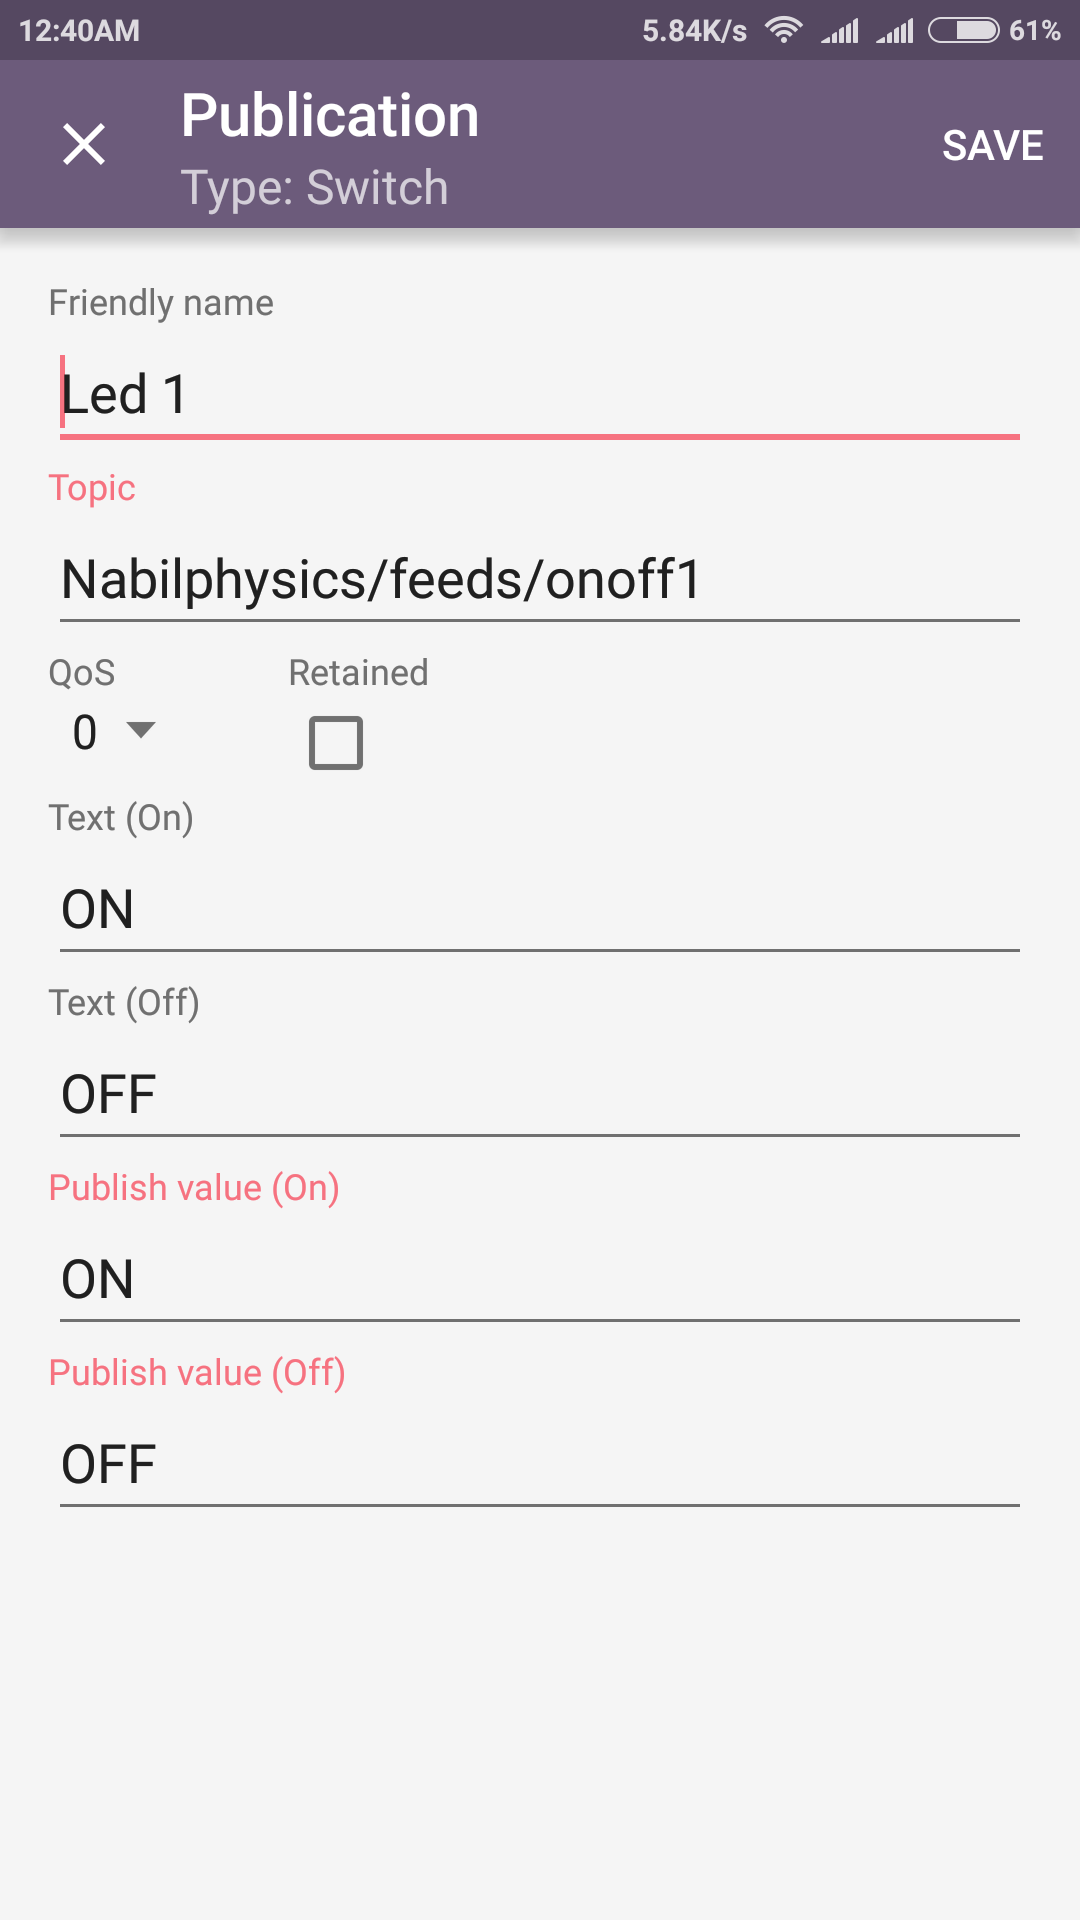 12:40AM 5.84K/s 61%
Publication
SAVE
Type: Switch
Friendly name
Led 1
Topic
Nabilphysics/feeds/onoff1
QoS Retained
0
Text (On)
ON
Text (Off)
OFF
Publish value (On)
ON
Publish value (Off)
OFF